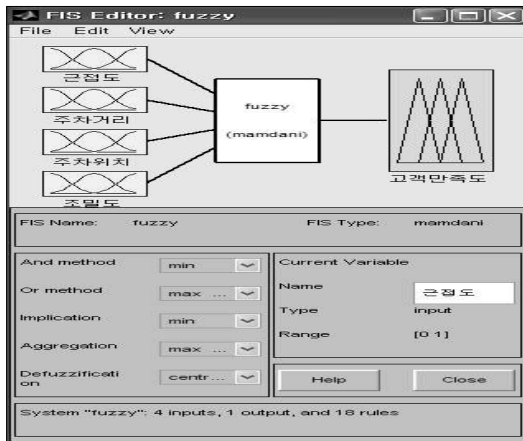 FIS Editor: fuzzy
File Edit View
근접도
주차거리
주차위치
조밀도
fuzzy
(mamdani)
고객만족도
FIS Name: fuzzy FIS Type: mamdani
And method min
Or method max ...
Implication min
Aggregation max ...
Defuzzificati
on centr...
Current Variable
Name 근접도
Type input
Range [0 1]
Help Close
System "fuzzy": 4 inputs, 1 output, and 18 rules